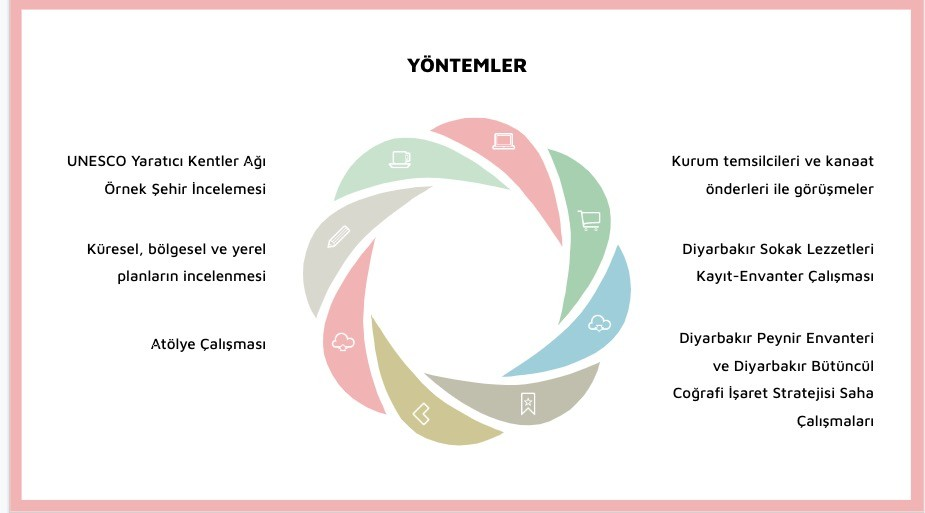 YÖNTEMLER
UNESCO Yaratıcı Kentler Ağı
Örnek Şehir İncelemesi
Küresel, bölgesel ve yerel
planların incelenmesi
Atölye Çalışması
Kurum temsilcileri ve kanaat
önderleri ile görüşmeler
Diyarbakır Sokak Lezzetleri
Kayıt-Envanter Çalışması
Diyarbakır Peynir Envanteri
ve Diyarbakır Bütüncül
Coğrafi İşaret Stratejisi Saha
Çalışmaları